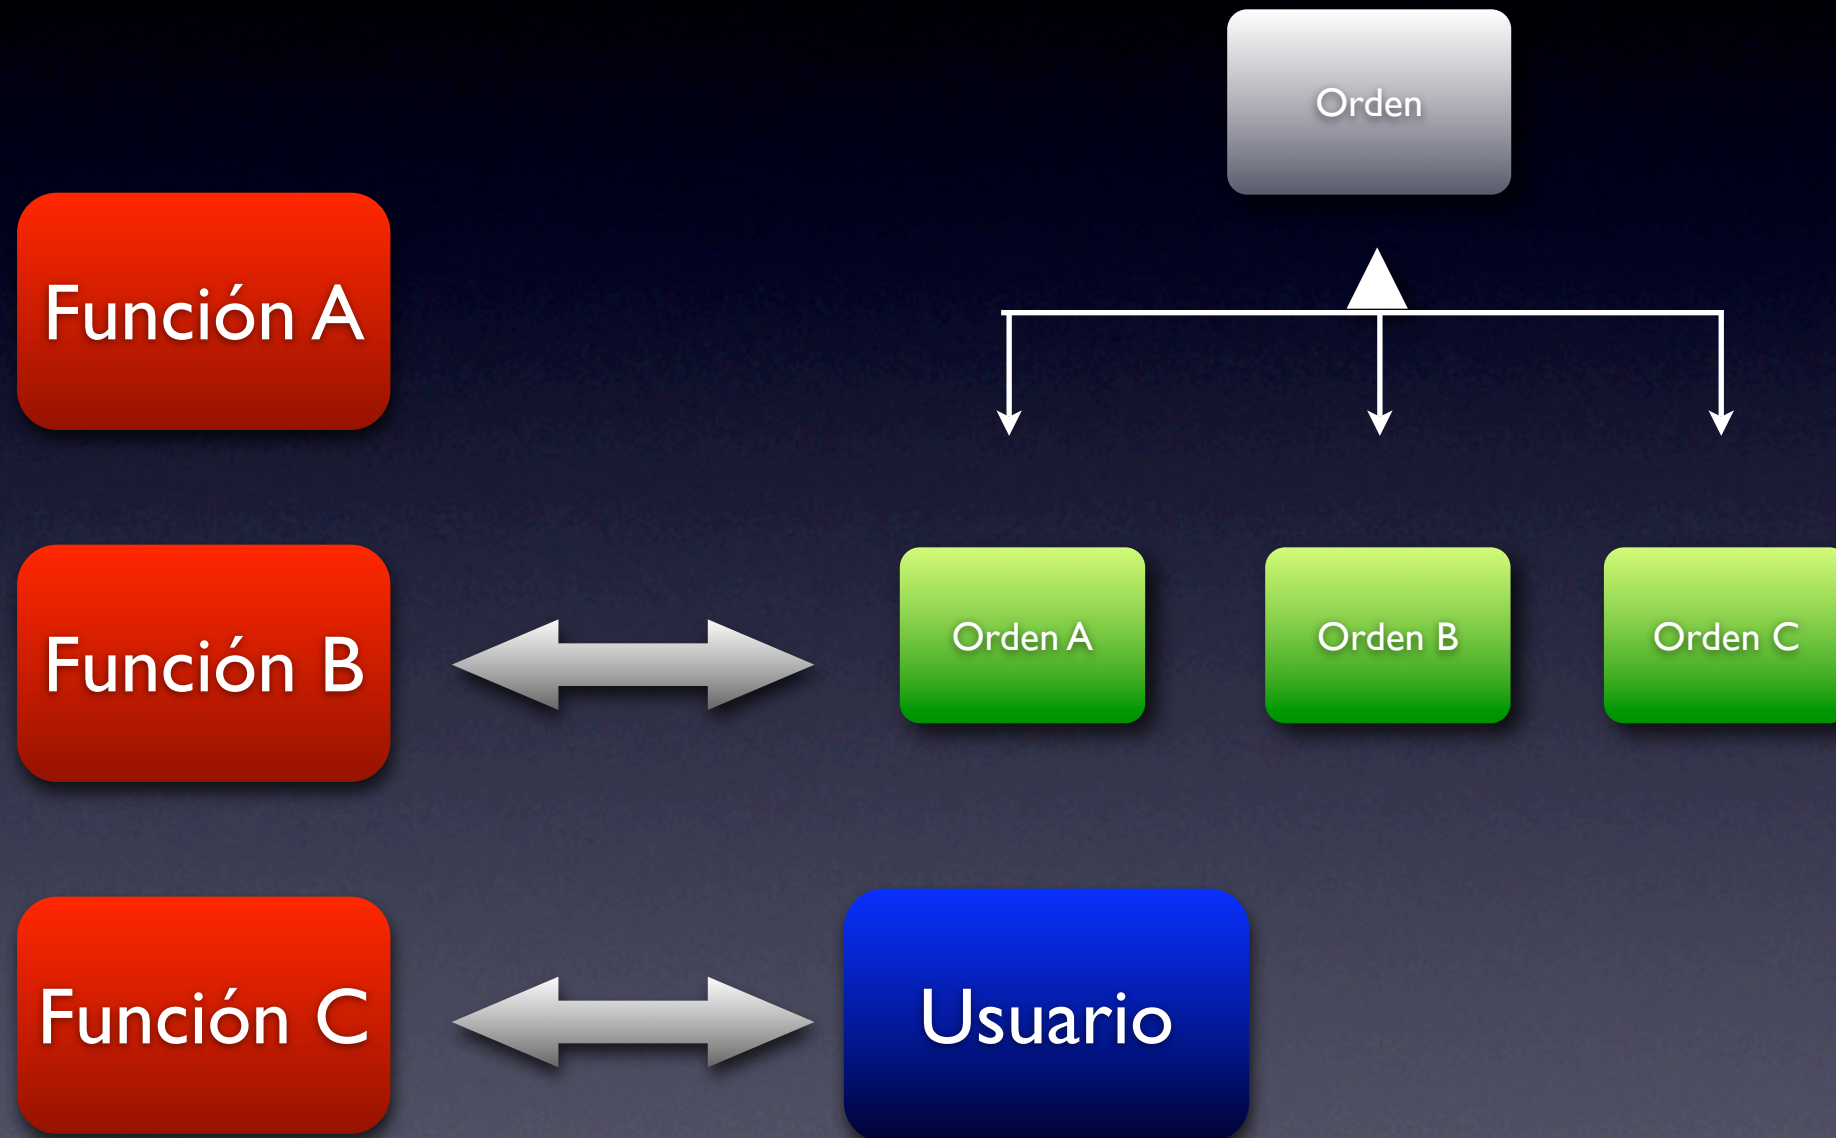 Orden
Función A
Función B
Orden A
Orden B
Orden C
Función C
Usuario